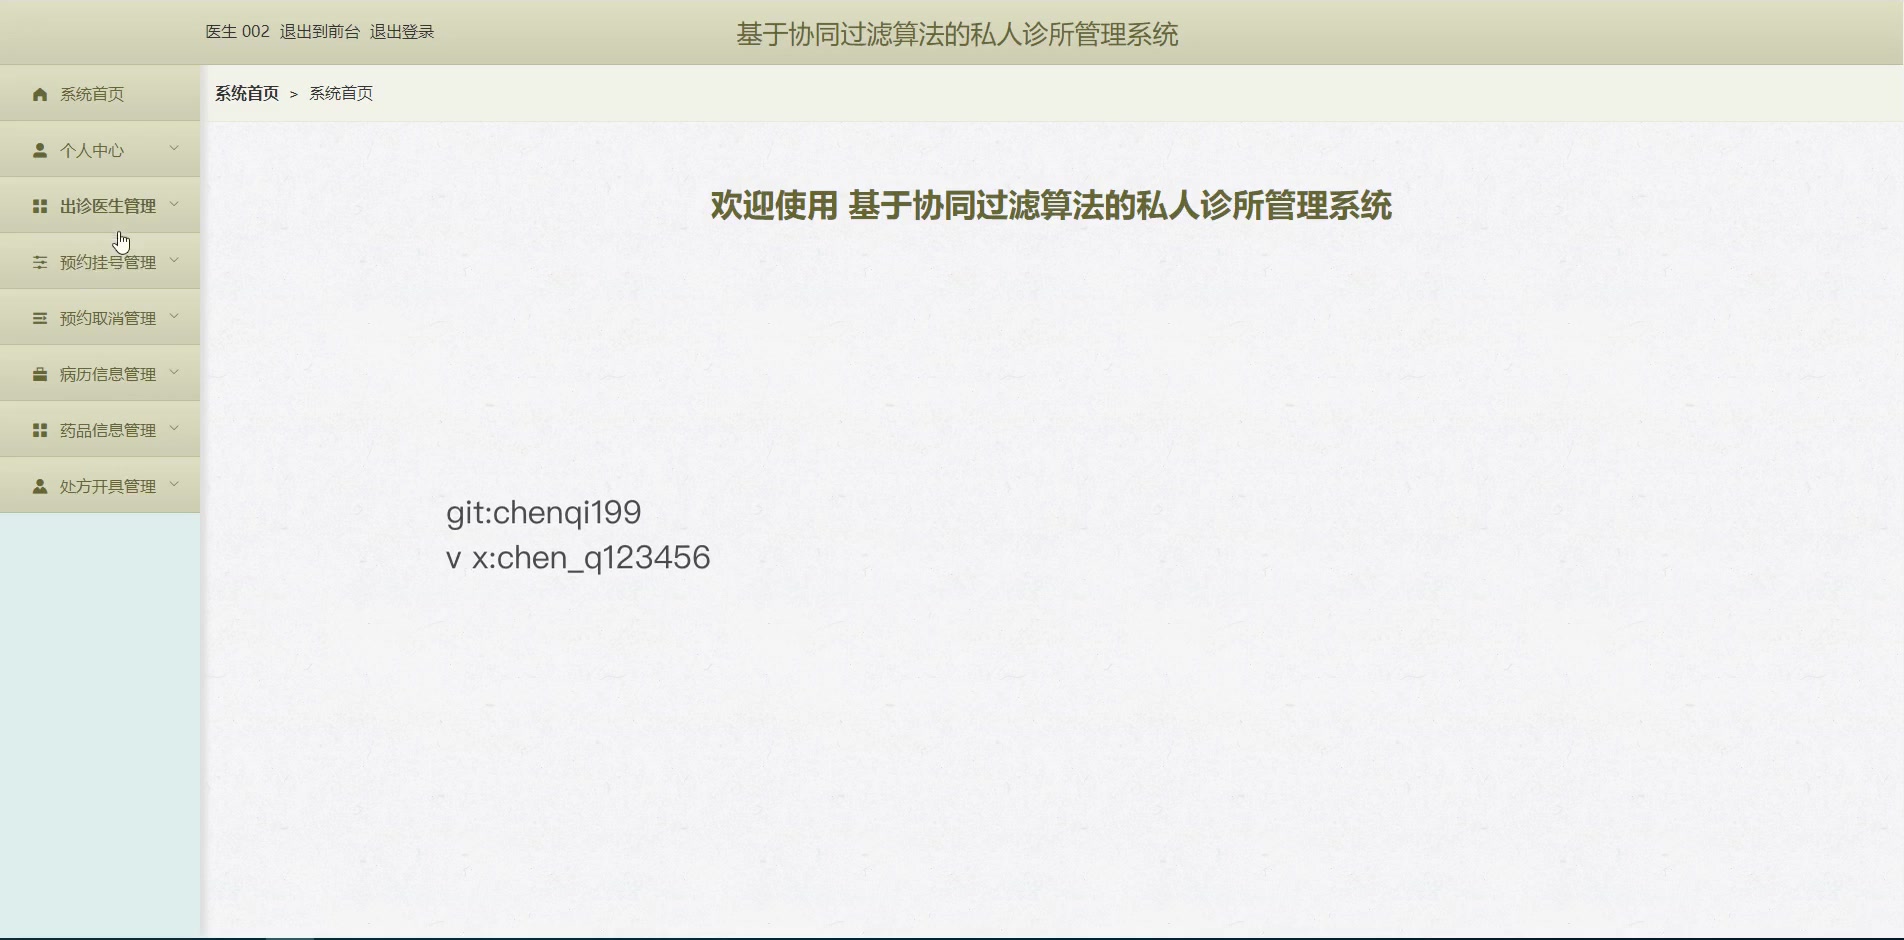 医生 002 退出到前台 退出登录
基于协同过滤算法的私人诊所管理系统
系统首页
个人中心
出诊医生管理
预约挂号管理
预约取消管理
病历信息管理
药品信息管理
处方开具管理
系统首页 > 系统首页
欢迎使用 基于协同过滤算法的私人诊所管理系统
git:chenqi199
v x:chen_q123456